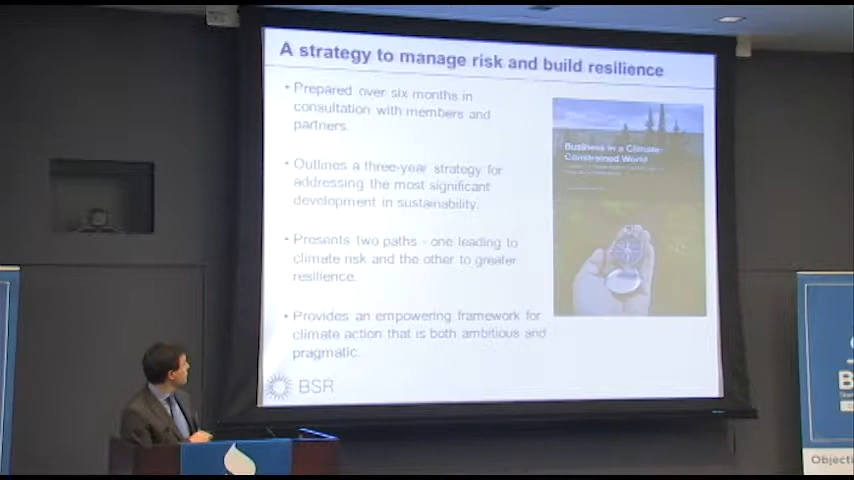 A strategy to manage risk and build resilience
• Prepared over six months in
consultation with members and
partners.
• Outlines a three-year strategy for
addressing the most significant
development in sustainability.
• Presents two paths - one leading to
climate risk and the other to greater
resilience.
• Provides an empowering framework for
climate action that is both ambitious and
pragmatic.
BSR
Business in a Climate-
Constrained World
Objecti